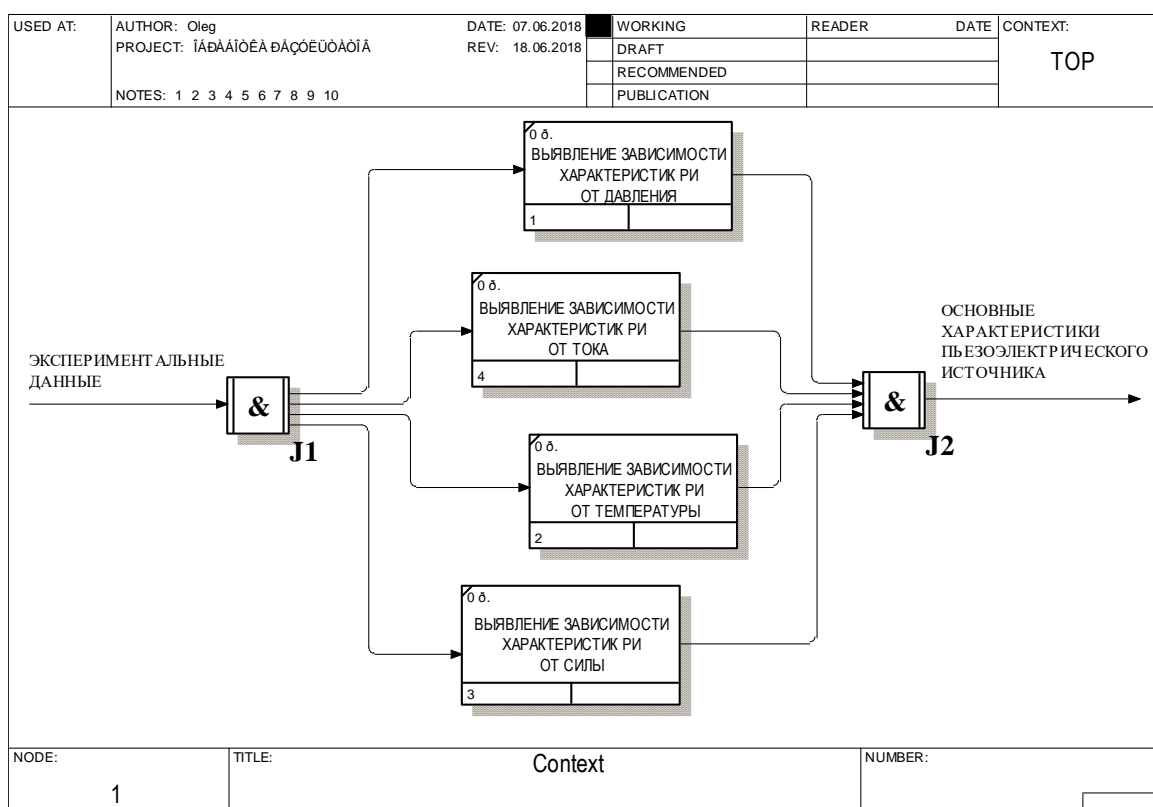 USED AT:
AUTHOR: Oleg
DATE: 07.06.2018
WORKING
READER
DATE
CONTEXT:
PROJECT: ÎÁÐÀÁÎÒÊÀ ÐÅÇÓËÜÒÀÒÎÂ
REV: 18.06.2018
DRAFT
TOP
RECOMMENDED
NOTES: 1 2 3 4 5 6 7 8 9 10
PUBLICATION
0 ð.
ВЫЯВЛЕНИЕ ЗАВИСИМОСТИ
ХАРАКТЕРИСТИК РИ
ОТ ДАВЛЕНИЯ
1
0 ð.
ВЫЯВЛЕНИЕ ЗАВИСИМОСТИ
ХАРАКТЕРИСТИК РИ
ОТ ТОКА
4
ЭКСПЕРИМЕНТАЛЬНЫЕ
ДАННЫЕ
&
J1
ОСНОВНЫЕ
ХАРАКТЕРИСТИКИ
ПЬЕЗОЭЛЕКТРИЧЕСКОГО
ИСТОЧНИКА
&
J2
0 ð.
ВЫЯВЛЕНИЕ ЗАВИСИМОСТИ
ХАРАКТЕРИСТИК РИ
ОТ ТЕМПЕРАТУРЫ
2
0 ð.
ВЫЯВЛЕНИЕ ЗАВИСИМОСТИ
ХАРАКТЕРИСТИК РИ
ОТ СИЛЫ
3
NODE:
1
TITLE:
Context
NUMBER: